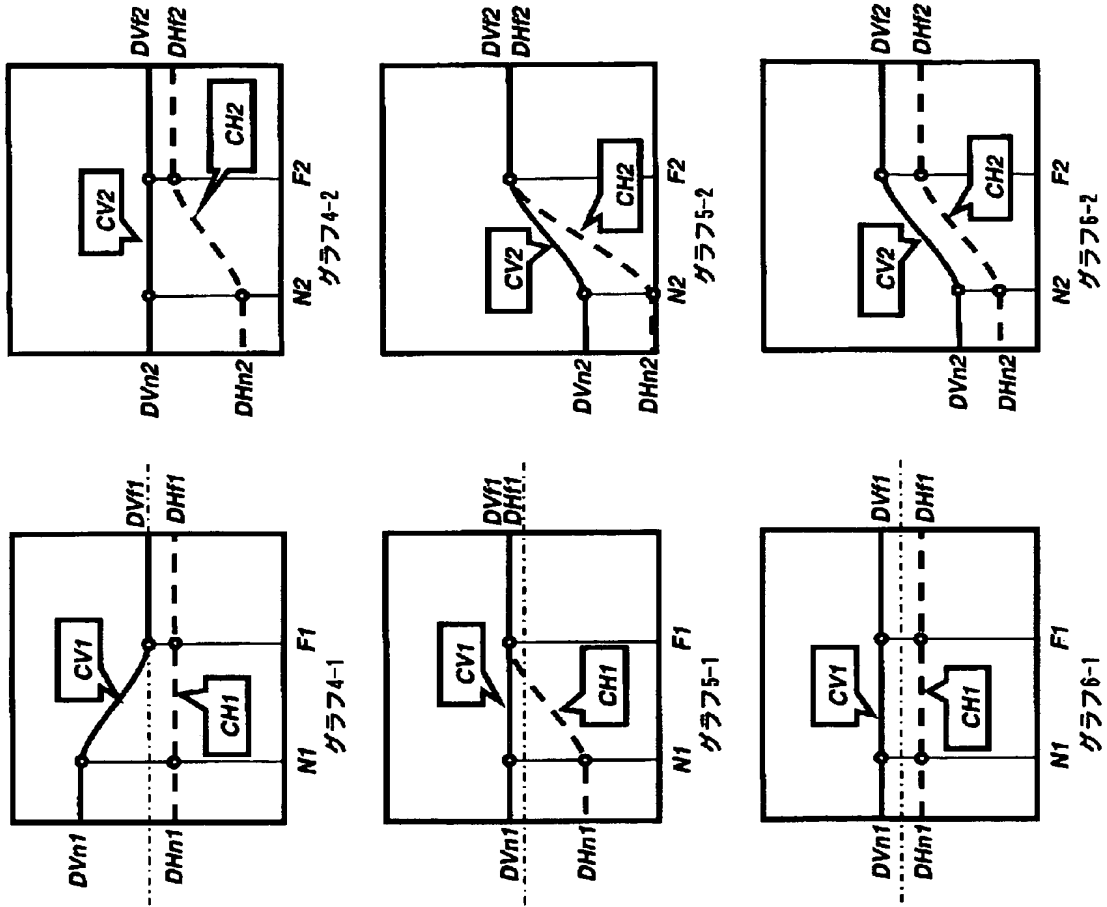 DVn1
DHn1
CV1
CH1
DVf1
DHf1
N1
F1
グラフ4-1
DVn2
DHn2
CV2
CH2
DVf2
DHf2
N2
F2
グラフ4-2
DVn1
DHn1
CV1
CH1
DVf1
DHf1
N1
F1
グラフ5-1
DVn2
DHn2
CV2
CH2
DVf2
DHf2
N2
F2
グラフ5-2
DVn1
DHn1
CV1
CH1
DVf1
DHf1
N1
F1
グラフ6-1
DVn2
DHn2
CV2
CH2
DVf2
DHf2
N2
F2
グラフ6-2